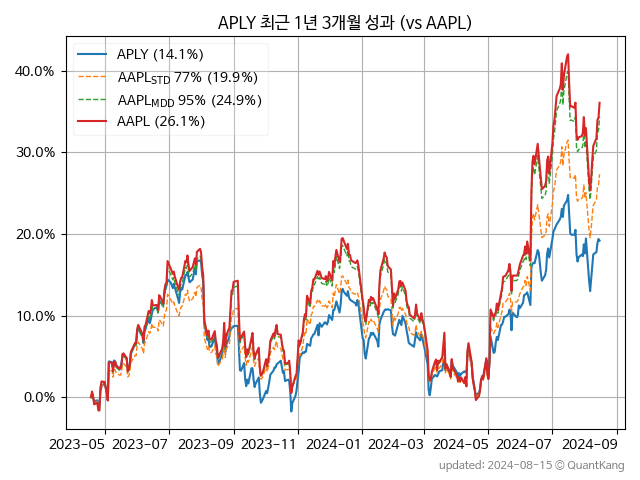 APLY 최근 1년 3개월 성과 (vs AAPL)
APLY (14.1%)
AAPL_STD 77% (19.9%)
AAPL_MDD 95% (24.9%)
AAPL (26.1%)
40.0%
30.0%
20.0%
10.0%
0.0%
2023-05 2023-07 2023-09 2023-11 2024-01 2024-03 2024-05 2024-07 2024-09
updated: 2024-08-15 © QuantKang